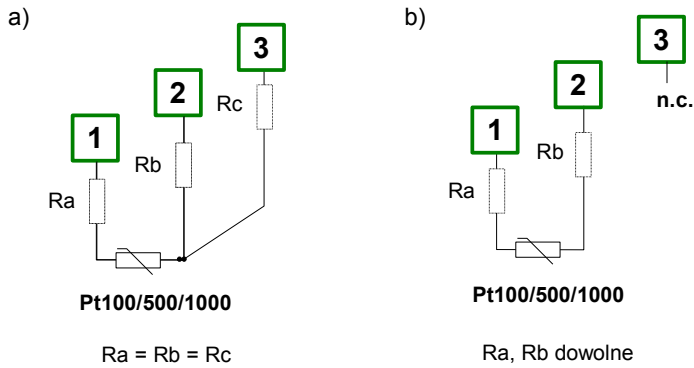 a)
3
2
Rc
1
Rb
Ra
Pt100/500/1000
Ra = Rb = Rc
b)
3
n.c.
2
1
Rb
Ra
Pt100/500/1000
Ra, Rb dowolne